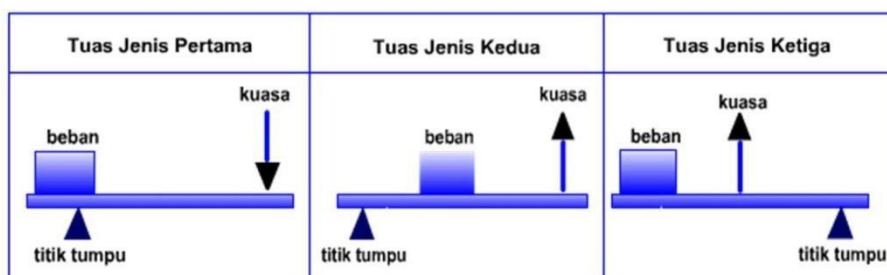 Tuas Jenis Pertama
Tuas Jenis Kedua
Tuas Jenis Ketiga
kuasa
beban
titik tumpu
kuasa
beban
titik tumpu
kuasa
beban
titik tumpu